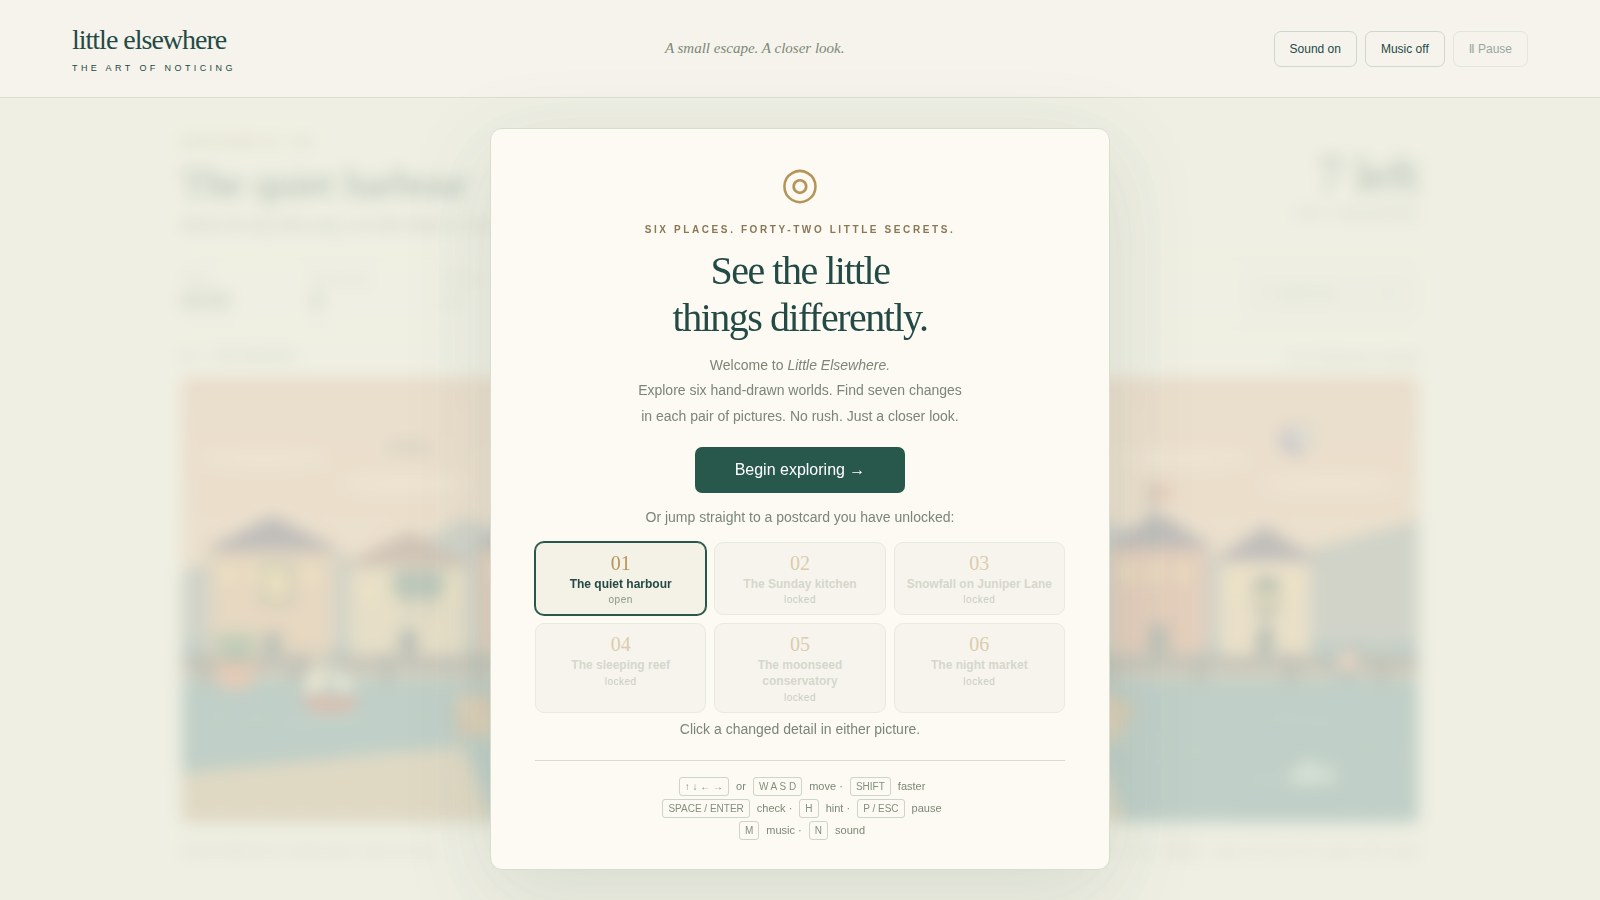 little elsewhere
THE ART OF NOTICING
A small escape. A closer look.
Sound on
Music off
Ⅱ Pause
The quiet harbour
7 left
SIX PLACES. FORTY-TWO LITTLE SECRETS.
See the little
things differently.
Welcome to Little Elsewhere.
Explore six hand-drawn worlds. Find seven changes
in each pair of pictures. No rush. Just a closer look.
Begin exploring →
Or jump straight to a postcard you have unlocked:
01
The quiet harbour
open
02
The Sunday kitchen
locked
03
Snowfall on Juniper Lane
locked
04
The sleeping reef
locked
05
The moonseed
conservatory
locked
06
The night market
locked
Click a changed detail in either picture.
↑ ↓ ← → or W A S D move · SHIFT faster
SPACE / ENTER check · H hint · P / ESC pause
M music · N sound